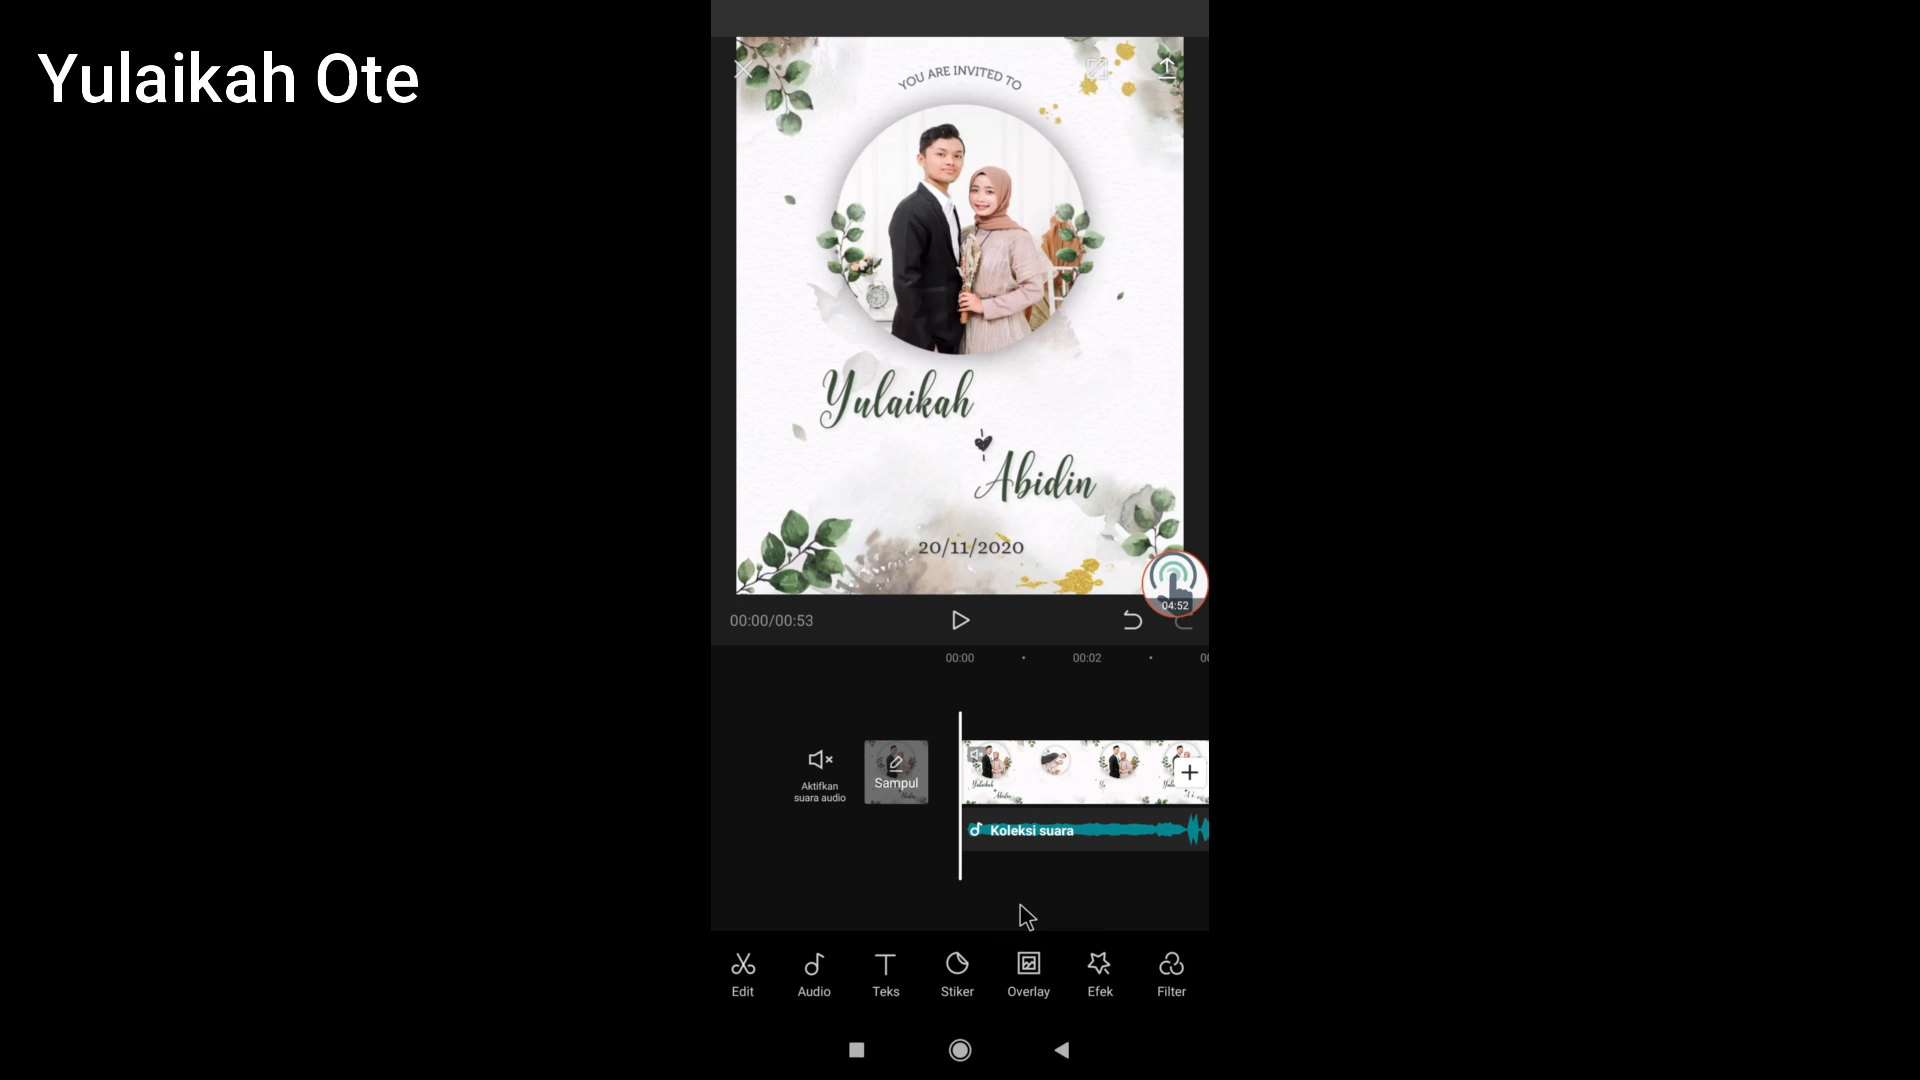 Yulaikah Ote
YOU ARE INVITED TO
Yulaikah
Abidin
20/11/2020
04:52
00:00/00:53
00:00
00:02
Aktifkan
suara audio
Sampul
Koleksi suara
Edit
Audio
Teks
Stiker
Overlay
Efek
Filter